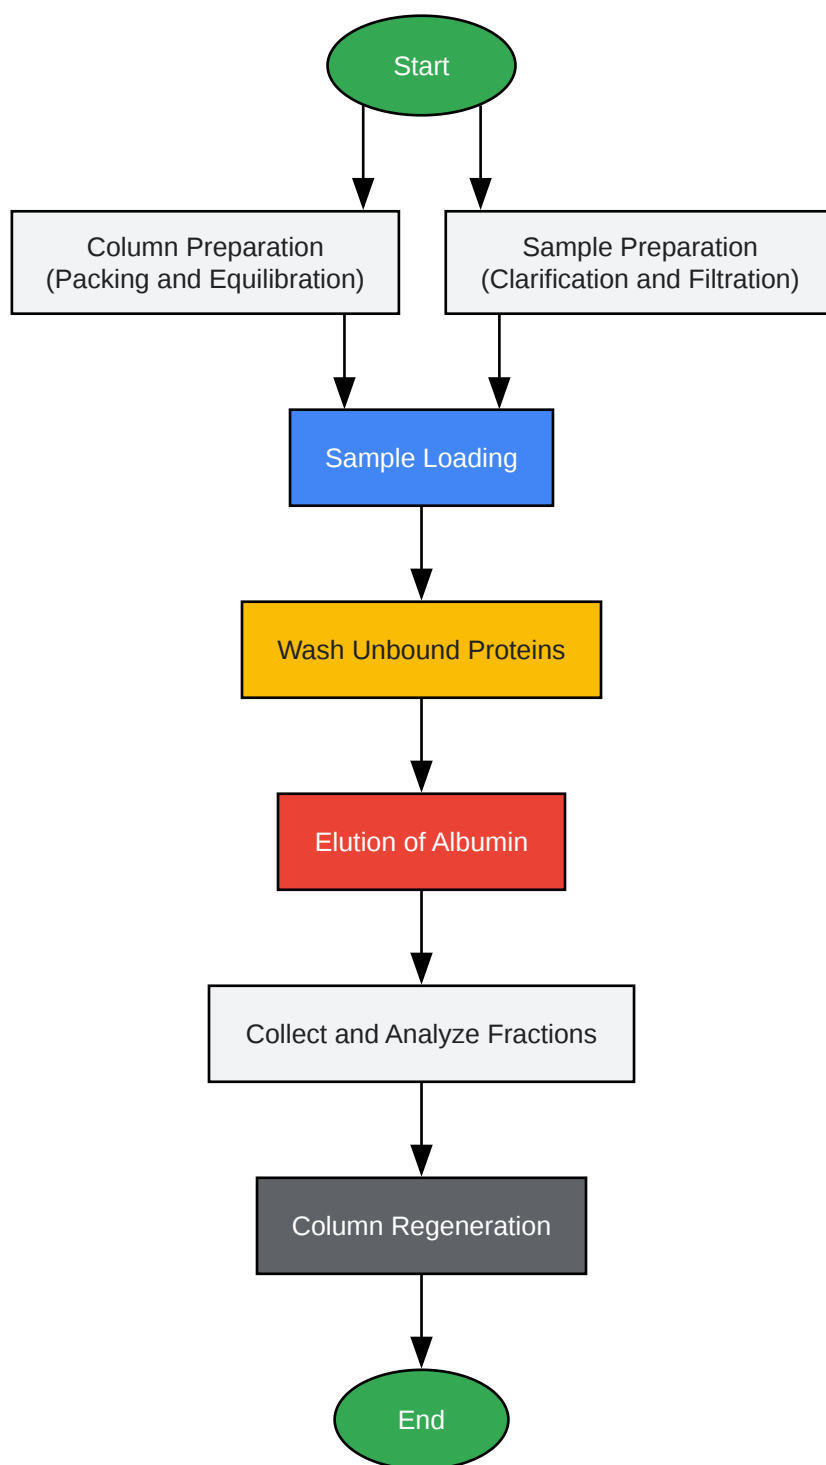 Start
Column Preparation
(Packing and Equilibration)
Sample Preparation
(Clarification and Filtration)
Sample Loading
Wash Unbound Proteins
Elution of Albumin
Collect and Analyze Fractions
Column Regeneration
End